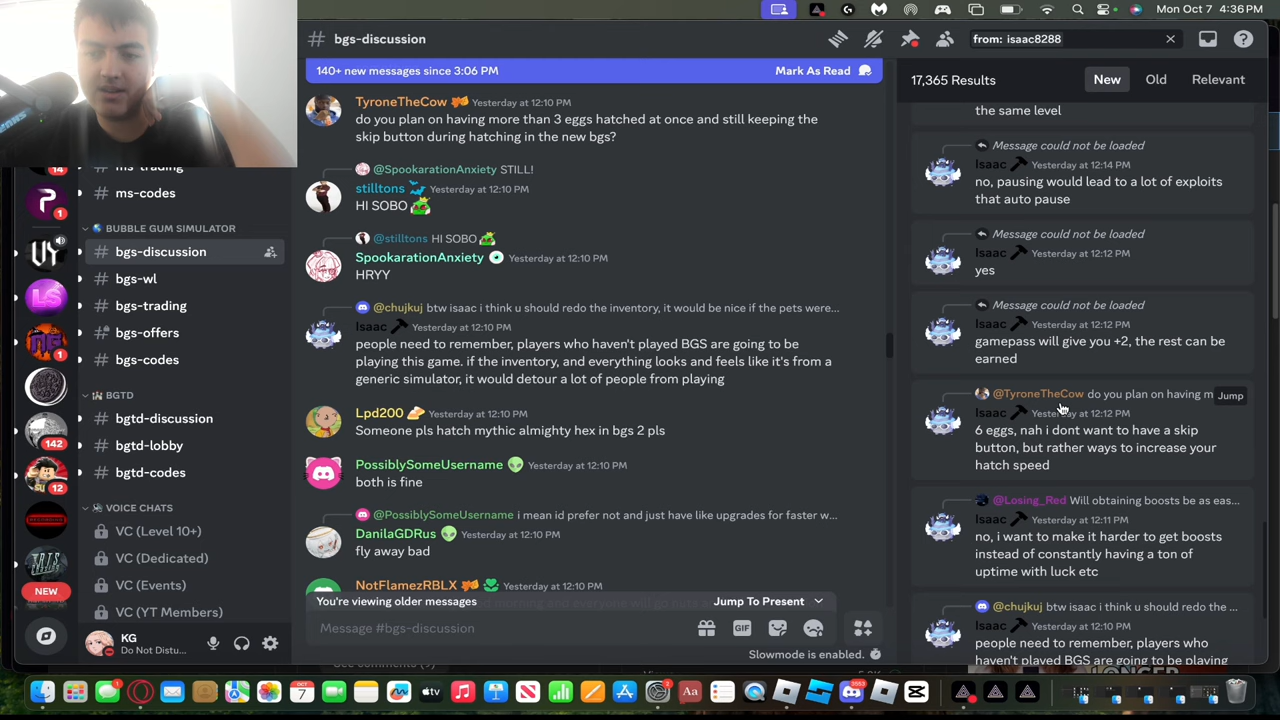 Mon Oct 7 4:36 PM
# bgs-discussion
from: isaac8288
140+ new messages since 3:06 PM
Mark As Read
17,365 Results
New
Old
Relevant
14
ms-codes
1
BUBBLE GUM SIMULATOR
# bgs-discussion
# bgs-wl
# bgs-trading
# bgs-offers
1
# bgs-codes
BGTD
# bgtd-discussion
142
# bgtd-lobby
# bgtd-codes
12
VOICE CHATS
VC (Level 10+)
VC (Dedicated)
VC (Events)
VC (YT Members)
NEW
KG
Do Not Distu...
TyroneTheCow Yesterday at 12:10 PM
do you plan on having more than 3 eggs hatched at once and still keeping the
skip button during hatching in the new bgs?
@SpookarationAnxiety STILL!
stilltons Yesterday at 12:10 PM
HI SOBO
@stilltons HI SOBO
SpookarationAnxiety Yesterday at 12:10 PM
HRYY
@chujkuj btw isaac i think u should redo the inventory, it would be nice if the pets were...
Isaac Yesterday at 12:10 PM
people need to remember, players who haven't played BGS are going to be
playing this game. if the inventory, and everything looks and feels like it's from a
generic simulator, it would detour a lot of people from playing
Lpd200 Yesterday at 12:10 PM
Someone pls hatch mythic almighty hex in bgs 2 pls
PossiblySomeUsername Yesterday at 12:10 PM
both is fine
@PossiblySomeUsername i mean id prefer not and just have like upgrades for faster w...
DanilaGDRus Yesterday at 12:10 PM
fly away bad
NotFlamezRBLX Yesterday at 12:10 PM
You're viewing older messages
Jump To Present
Message #bgs-discussion
GIF
Slowmode is enabled.
the same level
Message could not be loaded
Isaac Yesterday at 12:14 PM
no, pausing would lead to a lot of exploits
that auto pause
Message could not be loaded
Isaac Yesterday at 12:12 PM
yes
Message could not be loaded
Isaac Yesterday at 12:12 PM
gamepass will give you +2, the rest can be
earned
@TyroneTheCow do you plan on having m
Jump
Isaac Yesterday at 12:12 PM
6 eggs, nah i dont want to have a skip
button, but rather ways to increase your
hatch speed
@Losing_Red Will obtaining boosts be as eas...
Isaac Yesterday at 12:11 PM
no, i want to make it harder to get boosts
instead of constantly having a ton of
uptime with luck etc
@chujkuj btw isaac i think u should redo the ...
Isaac Yesterday at 12:10 PM
people need to remember, players who
haven't played BGS are going to be playing